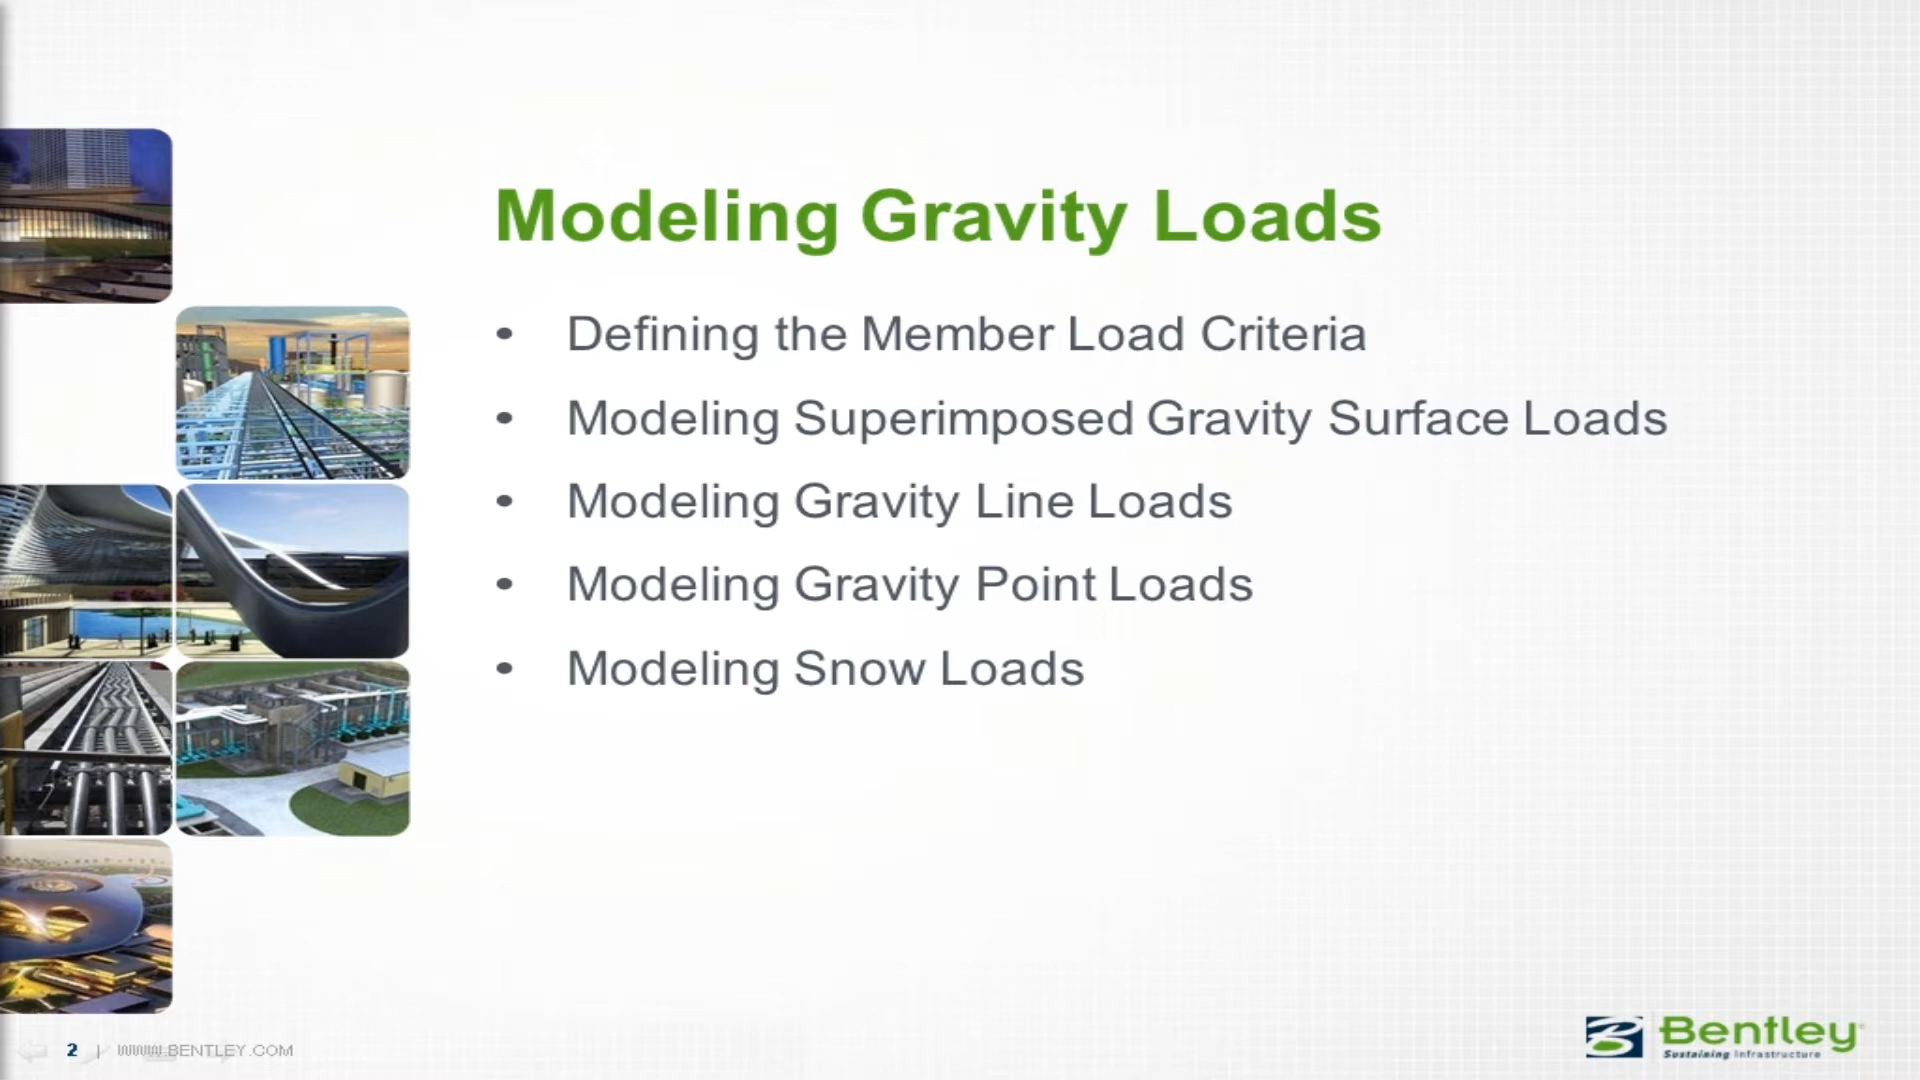 Modeling Gravity Loads
• Defining the Member Load Criteria
• Modeling Superimposed Gravity Surface Loads
• Modeling Gravity Line Loads
• Modeling Gravity Point Loads
• Modeling Snow Loads
2 | WWW.BENTLEY.COM
Bentley
Sustaining Infrastructure